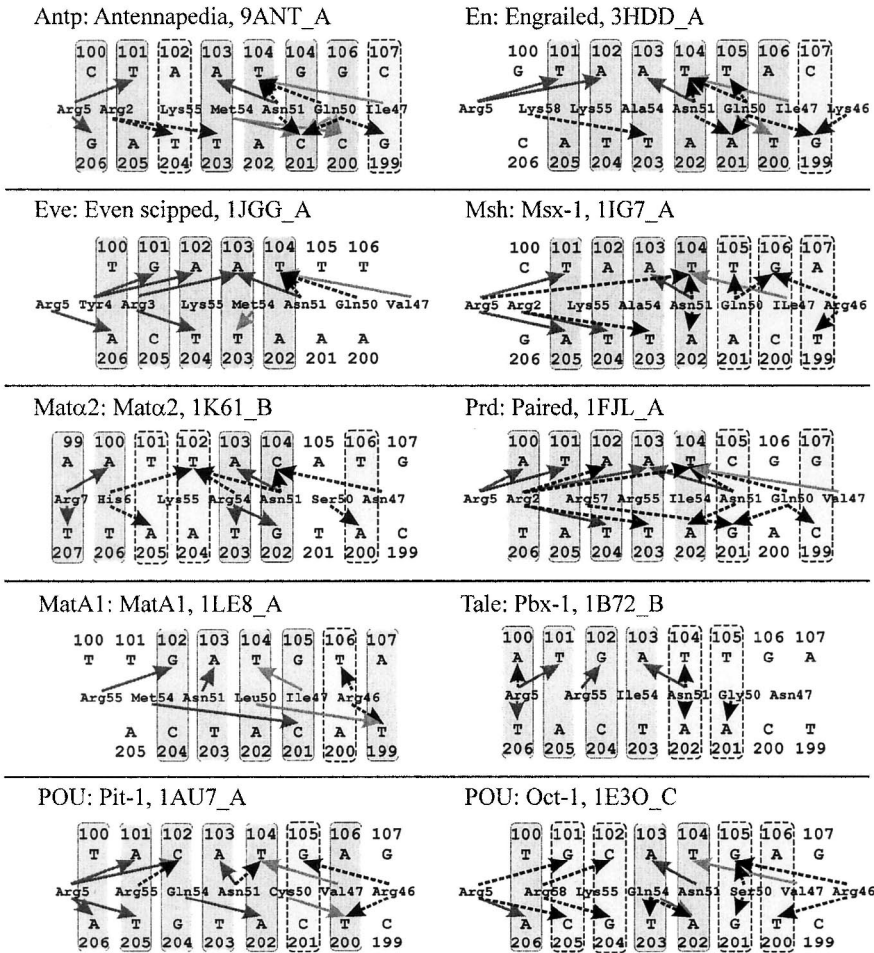 Antp: Antennapedia, 9ANT_A
100 101 102 103 104 104 106 107
C T A A T G G C
Arg5 Arg2 Lys55 Met54 Asn51 Gln50 Ile47
G A T T A C C G
206 205 204 203 202 201 200 199
En: Engrailed, 3HDD_A
100 101 102 103 104 105 106 107
G T A A T T A C
Arg5 Lys58 Lys55 Ala54 Asn51 Gln50 Ile47 Lys46
C A T T A A T G
206 205 204 203 202 201 200 199
Eve: Even scipped, 1JGG_A
100 101 102 103 104 105 106
T G A A T T T
Arg5 Tyr4 Arg3 Lys55 Met54 Asn51 Gln50 Val47
A C T T A A A
206 205 204 203 202 201 200
Msh: Msx-1, 1IG7_A
100 101 102 103 104 105 106 107
C T A A T T G A
Arg5 Arg2 Lys55 Ala54 Asn51 Gln50 ILe47 Arg46
G A T T A A C T
206 205 204 203 202 201 200 199
Matα2: Matα2, 1K61_B
99 100 101 102 103 104 105 106 107
A A T T A C A T G
Arg7 His6 Lys55 Arg54 Asn51 Ser50 Asn47
T T A A T G T A C
207 206 205 204 203 202 201 200 199
Prd: Paired, 1FJL_A
100 101 102 103 104 105 106 107
A T A A T C G G
Arg5 Arg2 Arg57 Arg55 Ile54 Asn51 Gln50 Val47
T A T T A G A C
206 205 204 203 202 201 200 199
MatA1: MatA1, 1LE8_A
100 101 102 103 104 105 106 107
T T G A T G T A
Arg55 Met54 Asn51 Leu50 Ile47 Arg46
A C T A C A T
205 204 203 202 201 200 199
Tale: Pbx-1, 1B72_B
100 101 102 103 104 105 106 107
A T G A T T G A
Arg5 Arg55 Ile54 Asn51 Gly50 Asn47
T A C T A A C T
206 205 204 203 202 201 200 199
POU: Pit-1, 1AU7_A
100 101 102 103 104 105 106 107
T A C A T G A G
Arg5 Arg55 Gln54 Asn51 Cys50 Val47 Arg46
A T G T A C T C
206 205 204 203 202 201 200 199
POU: Oct-1, 1E3O_C
100 101 102 103 104 105 106 107
T G C A T G A G
Arg5 Arg58 Lys55 Gln54 Asn51 Ser50 Val47 Arg46
A C G T A G T C
206 205 204 203 202 201 200 199